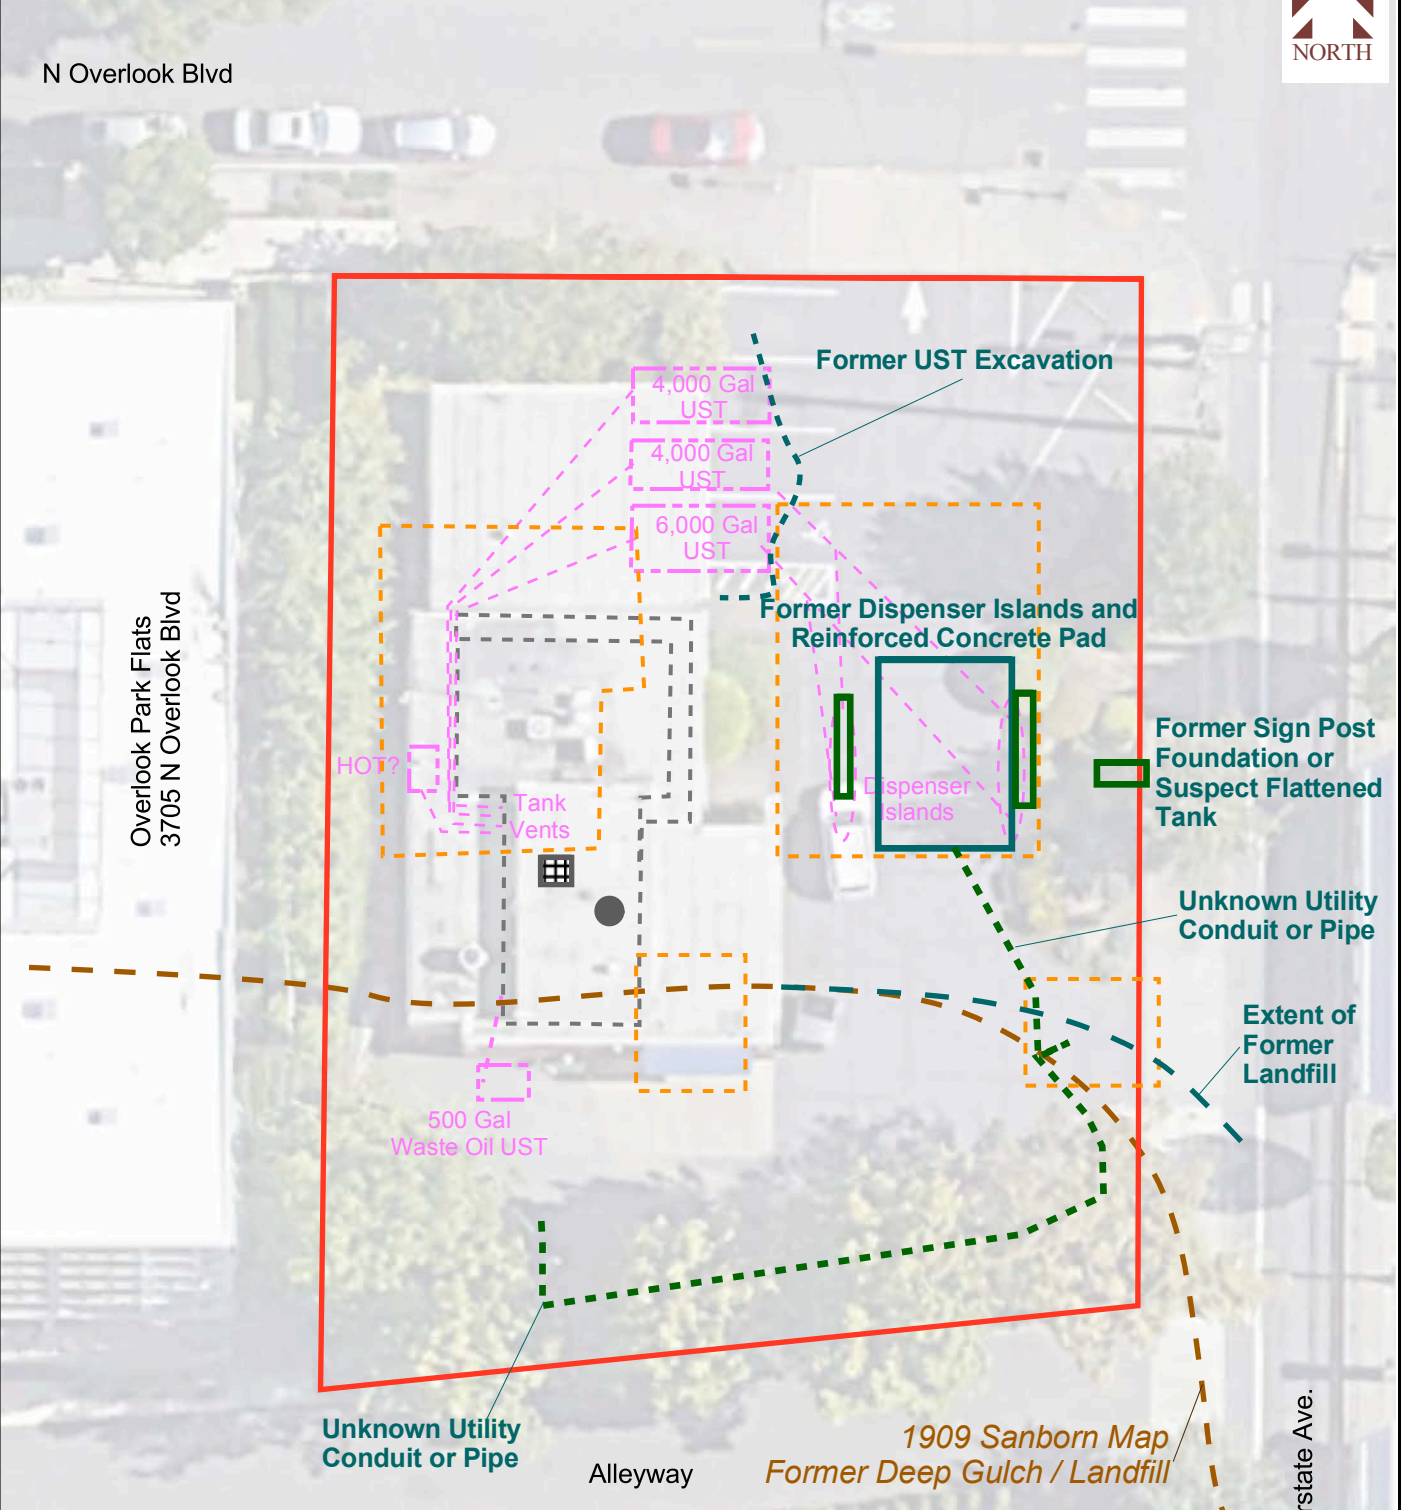 NORTH
N Overlook Blvd
Former UST Excavation
4,000 Gal
UST
4,000 Gal
UST
6,000 Gal
UST
Former Dispenser Islands and
Reinforced Concrete Pad
Overlook Park Flats
3705 N Overlook Blvd
HOT?
Tank
Vents
Dispenser
Islands
Former Sign Post
Foundation or
Suspect Flattened
Tank
Unknown Utility
Conduit or Pipe
Extent of
Former
Landfill
500 Gal
Waste Oil UST
Unknown Utility
Conduit or Pipe
Alleyway
1909 Sanborn Map
Former Deep Gulch / Landfill
rstate Ave.